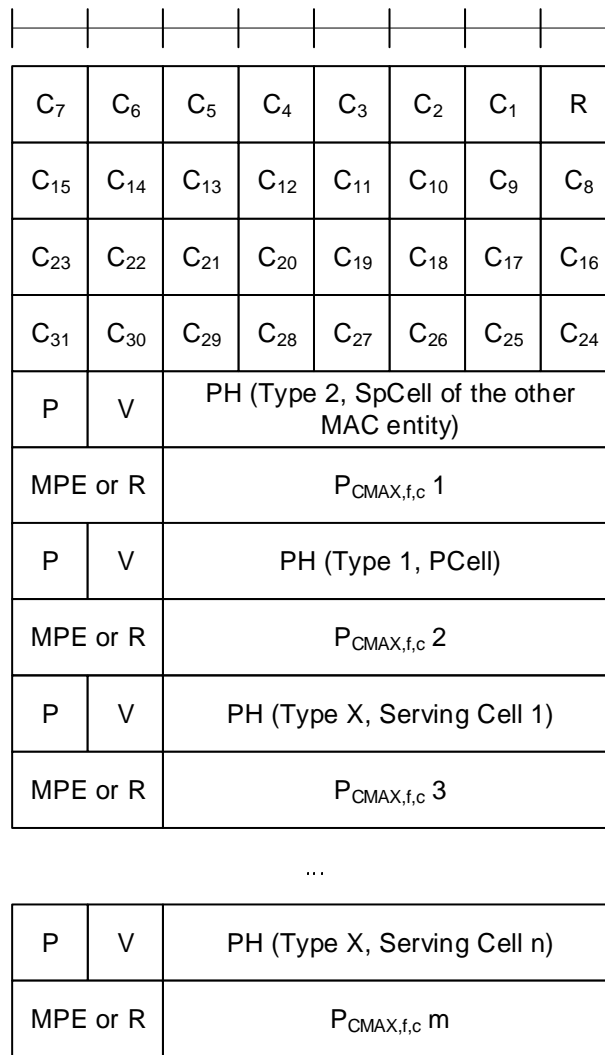 C7 C6 C5 C4 C3 C2 C1 R
C15 C14 C13 C12 C11 C10 C9 C8
C23 C22 C21 C20 C19 C18 C17 C16
C31 C30 C29 C28 C27 C26 C25 C24
P V PH (Type 2, SpCell of the other
MAC entity)
MPE or R PCMAX,f,c 1
P V PH (Type 1, PCell)
MPE or R PCMAX,f,c 2
P V PH (Type X, Serving Cell 1)
MPE or R PCMAX,f,c 3
...
P V PH (Type X, Serving Cell n)
MPE or R PCMAX,f,c m